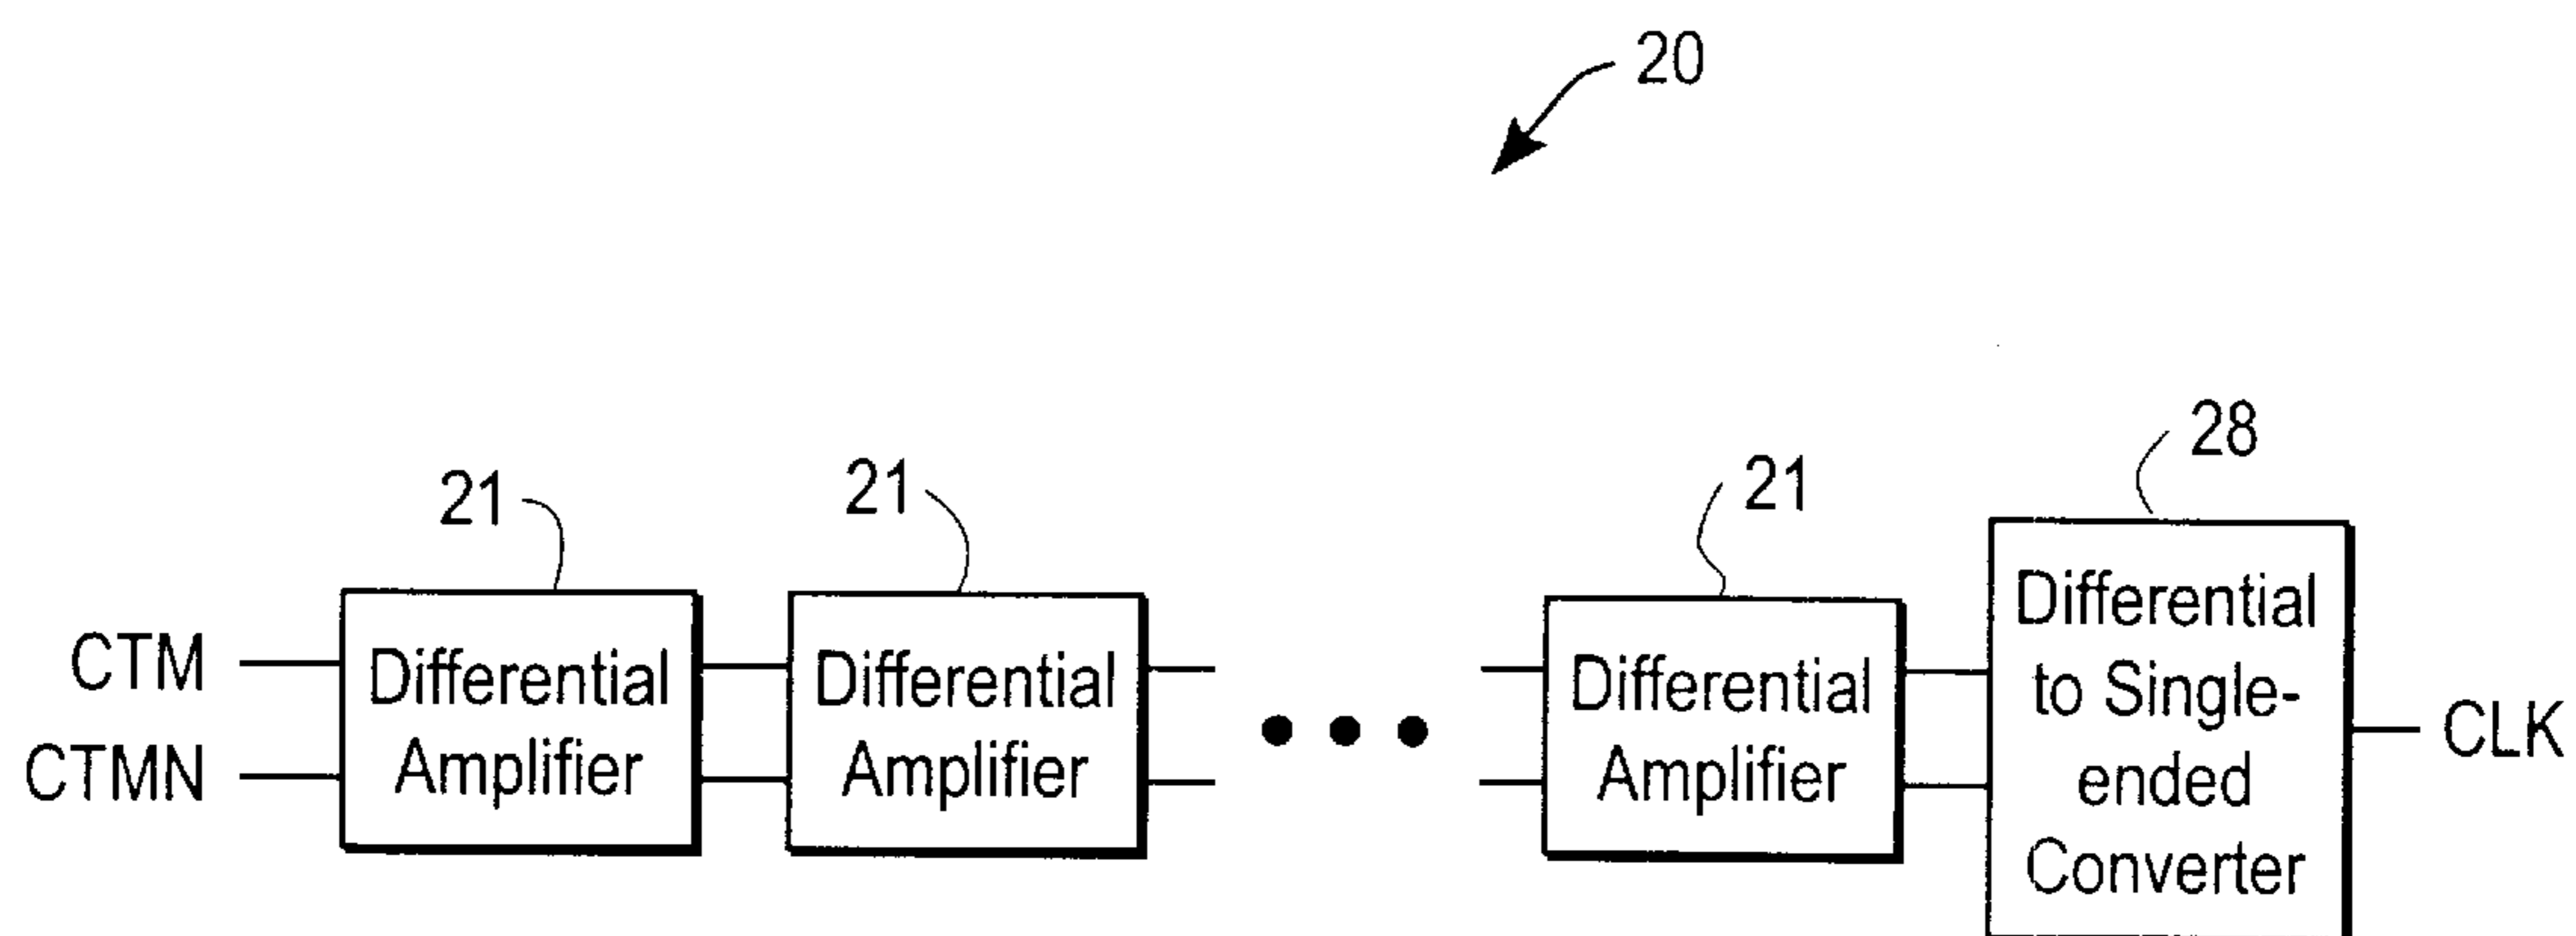 20
21
21
21
28
CTM
CTMN
Differential
Amplifier
Differential
Amplifier
Differential
Amplifier
Differential
to Single-
ended
Converter
CLK